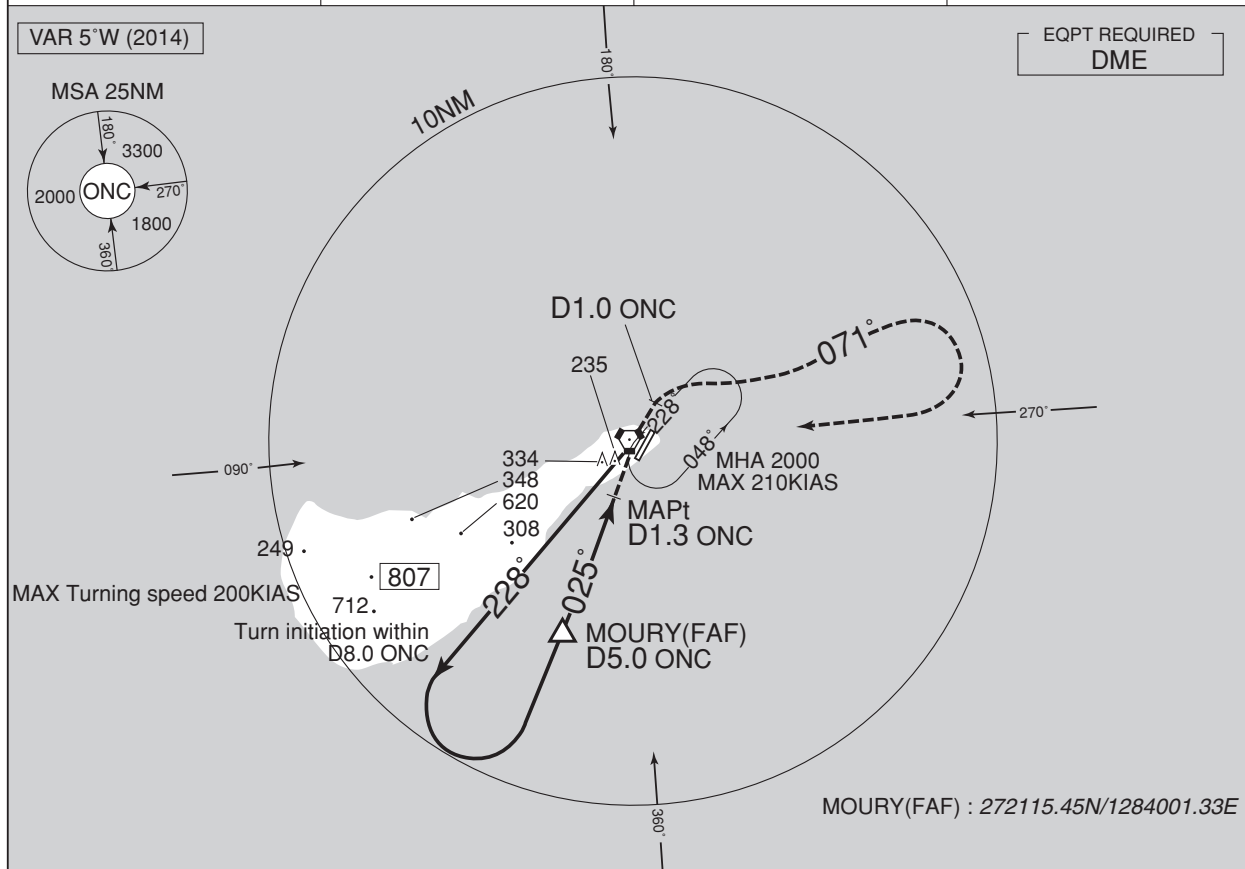 VAR 5°W (2014)
EQPT REQUIRED
DME
MSA 25NM
180°
3300
2000
ONC
270°
1800
360°
180°
10NM
D1.0 ONC
071°
235
228°
270°
048°
MHA 2000
MAX 210KIAS
090°
334
348
620
308
MAPt
D1.3 ONC
249
807
228°
025°
MAX Turning speed 200KIAS
712
Turn initiation within
D8.0 ONC
MOURY(FAF)
D5.0 ONC
360°
MOURY(FAF) : 272115.45N/1284001.33E